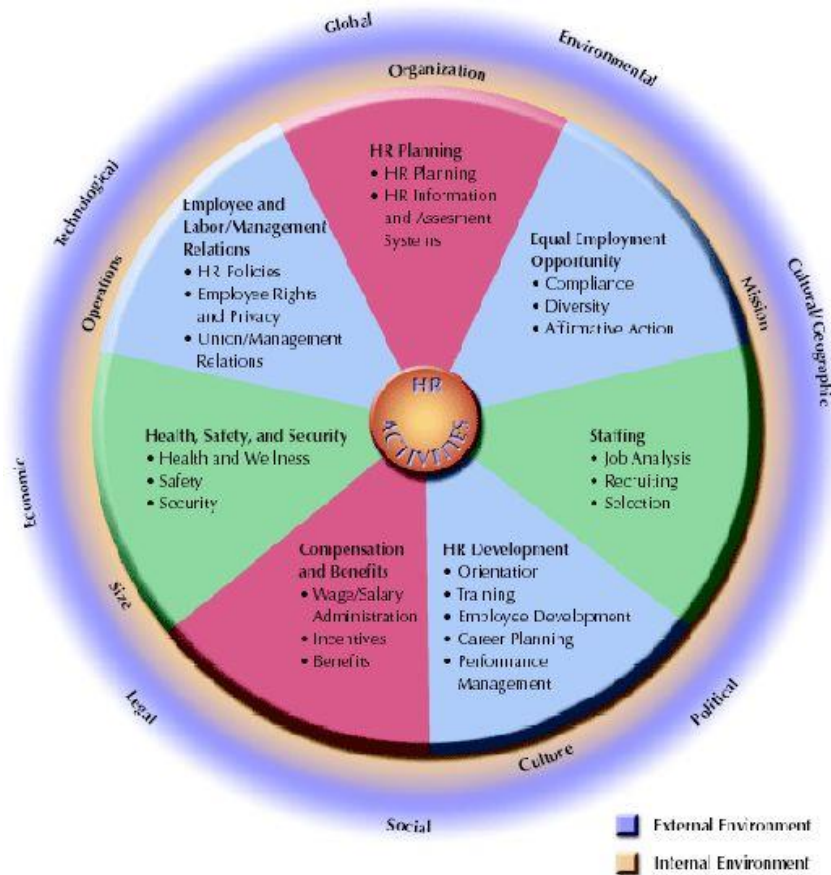 Global
Environmental
Organization
Technological
Operations
Mission
Cultural/Geographic
HR Planning
• HR Planning
• HR Information
and Assesment
Systems
Employee and
Labor/Management
Relations
• HR Policies
• Employee Rights
and Privacy
• Union/Management
Relations
Equal Employment
Opportunity
• Compliance
• Diversity
• Affirmative Action
HR
ACTIVITIES
Health, Safety, and Security
• Health and Wellness
• Safety
• Security
Staffing
• Job Analysis
• Recruiting
• Selection
Compensation
and Benefits
• Wage/Salary
Administration
• Incentives
• Benefits
HR Development
• Orientation
• Training
• Employee Development
• Career Planning
• Performance
Management
Economic
Size
Legal
Political
Culture
Social
External Environment
Internal Environment